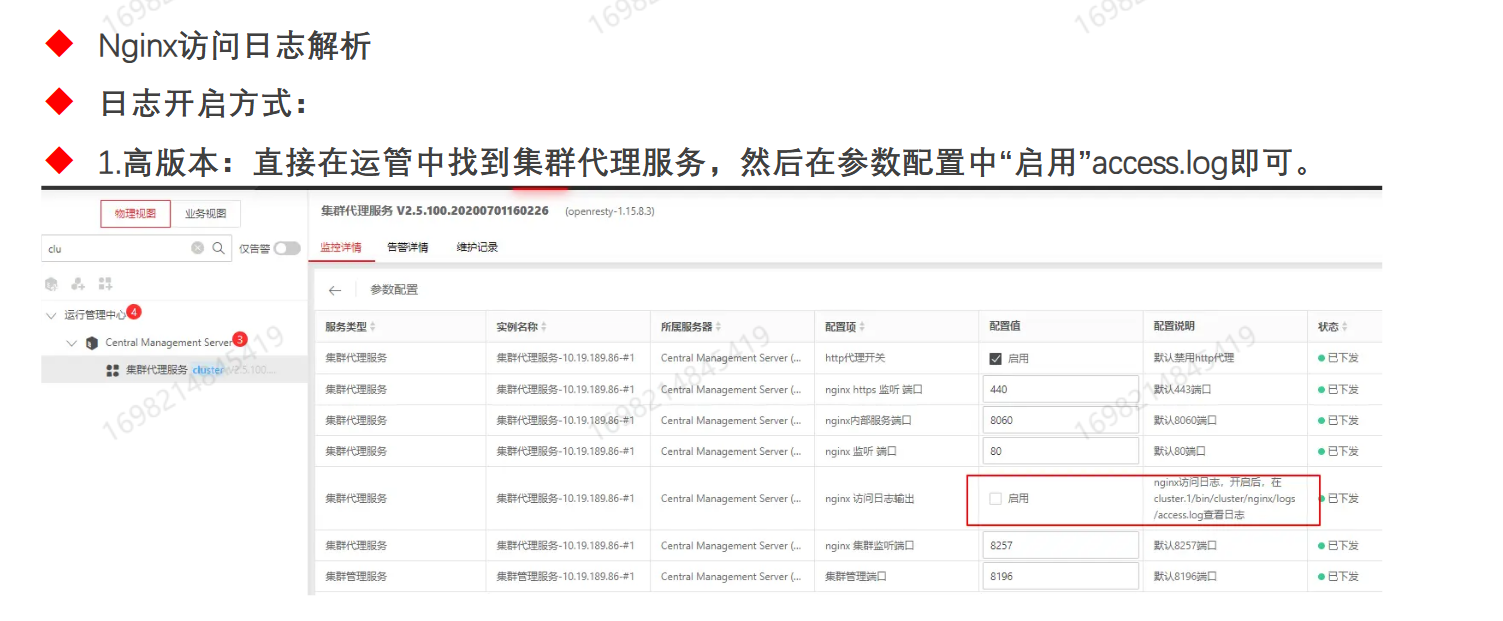 Nginx访问日志解析
日志开启方式：
1.高版本：直接在运管中找到集群代理服务，然后在参数配置中“启用”access.log即可。
物理视图 业务视图
clu 仅告警
运行管理中心 4
Central Management Server 3
集群代理服务 cluster v2.5.100...
集群代理服务 V2.5.100.20200701160226 (openresty-1.15.8.3)
监控详情 告警详情 维护记录
← 参数配置
服务类型 实例名称 所属服务器 配置项 配置值 配置说明 状态
集群代理服务 集群代理服务-10.19.189.86-#1 Central Management Server (... http代理开关 启用 默认禁用http代理 已下发
集群代理服务 集群代理服务-10.19.189.86-#1 Central Management Server (... nginx https 监听 端口 440 默认443端口 已下发
集群代理服务 集群代理服务-10.19.189.86-#1 Central Management Server (... nginx内部服务端口 8060 默认8060端口 已下发
集群代理服务 集群代理服务-10.19.189.86-#1 Central Management Server (... nginx 监听 端口 80 默认80端口 已下发
集群代理服务 集群代理服务-10.19.189.86-#1 Central Management Server (... nginx 访问日志输出 启用 nginx访问日志，开启后，在
cluster.1/bin/cluster/nginx/logs
/access.log查看日志 已下发
集群代理服务 集群代理服务-10.19.189.86-#1 Central Management Server (... nginx 集群监听端口 8257 默认8257端口 已下发
集群管理服务 集群代理服务-10.19.189.86-#1 Central Management Server (... 集群管理端口 8196 默认8196端口 已下发
1698214845419
1698214845419
1698214845419